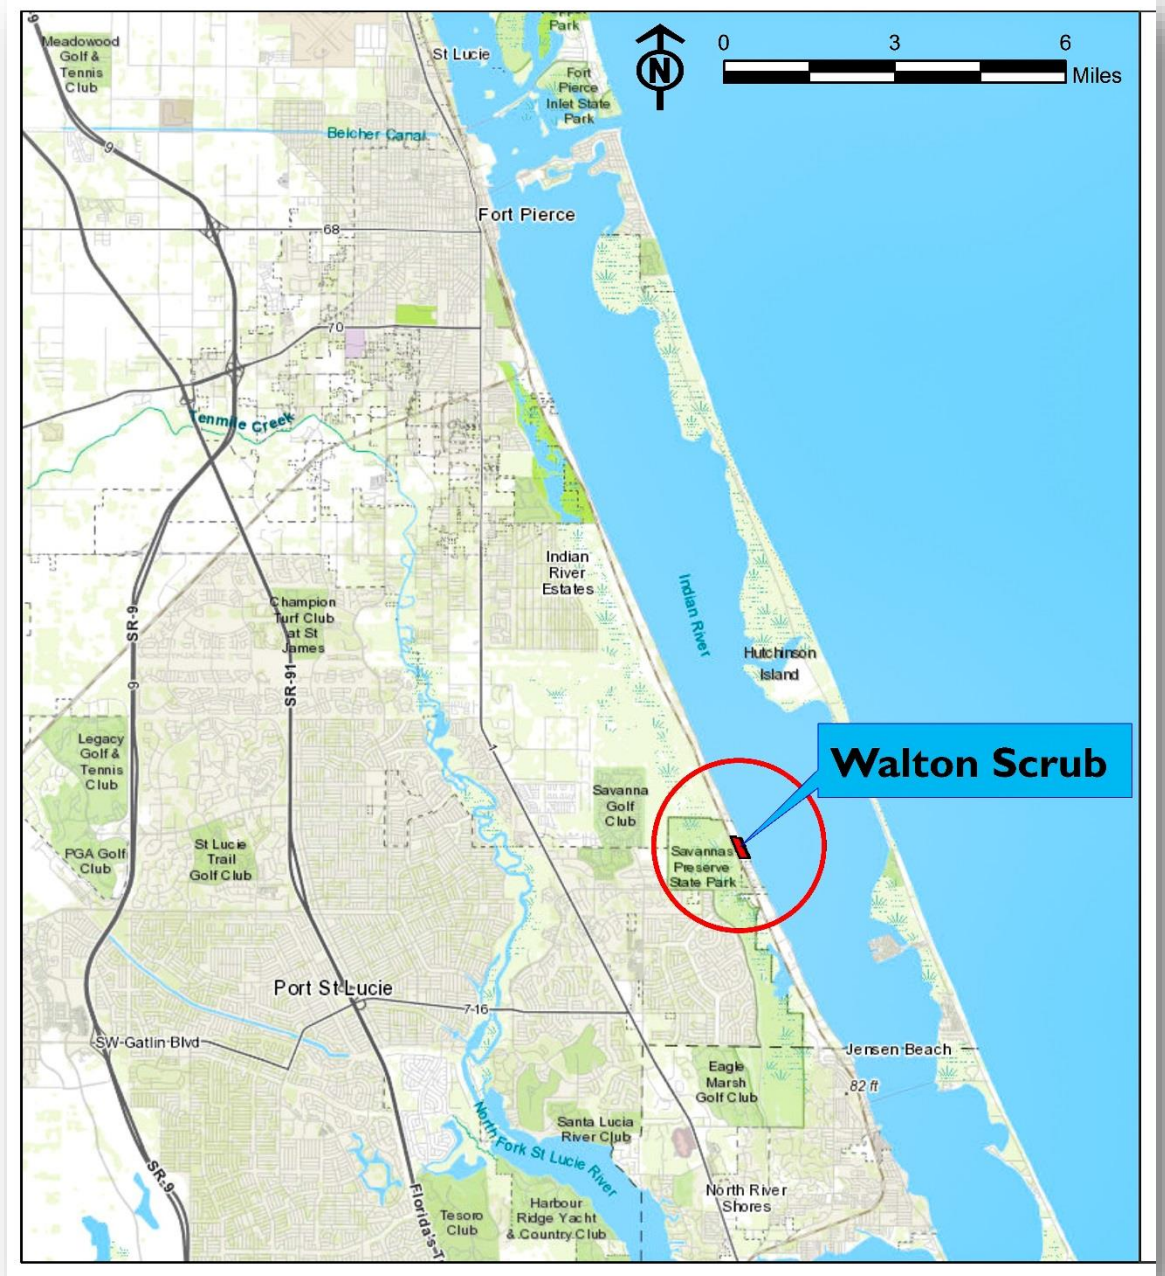 9
Meadowood
Golf &
Tennis
Club
St Lucie
Park
Fort
Pierce
Inlet State
Park
N
0 3 6
Miles
Belcher Canal
9
Fort Pierce
68
70
Tenmile Creek
Indian
River
Estates
Indian River
Champion
Turf Club
at St
James
SR-9
SR-91
9
Hutchinson
Island
Legacy
Golf &
Tennis
Club
1
Walton Scrub
Savanna
Golf
Club
PGA Golf
Club
St Lucie
Trail
Golf Club
Savannas
Preserve
State Park
Port St Lucie
7-16
SW Gatlin Blvd
Jensen Beach
82 ft
Eagle
Marsh
Golf Club
Santa Lucia
River Club
North Fork St Lucie River
SR-9
Florida's-T
Tesoro
Club
Harbour
Ridge Yacht
& Country Club
North River
Shores